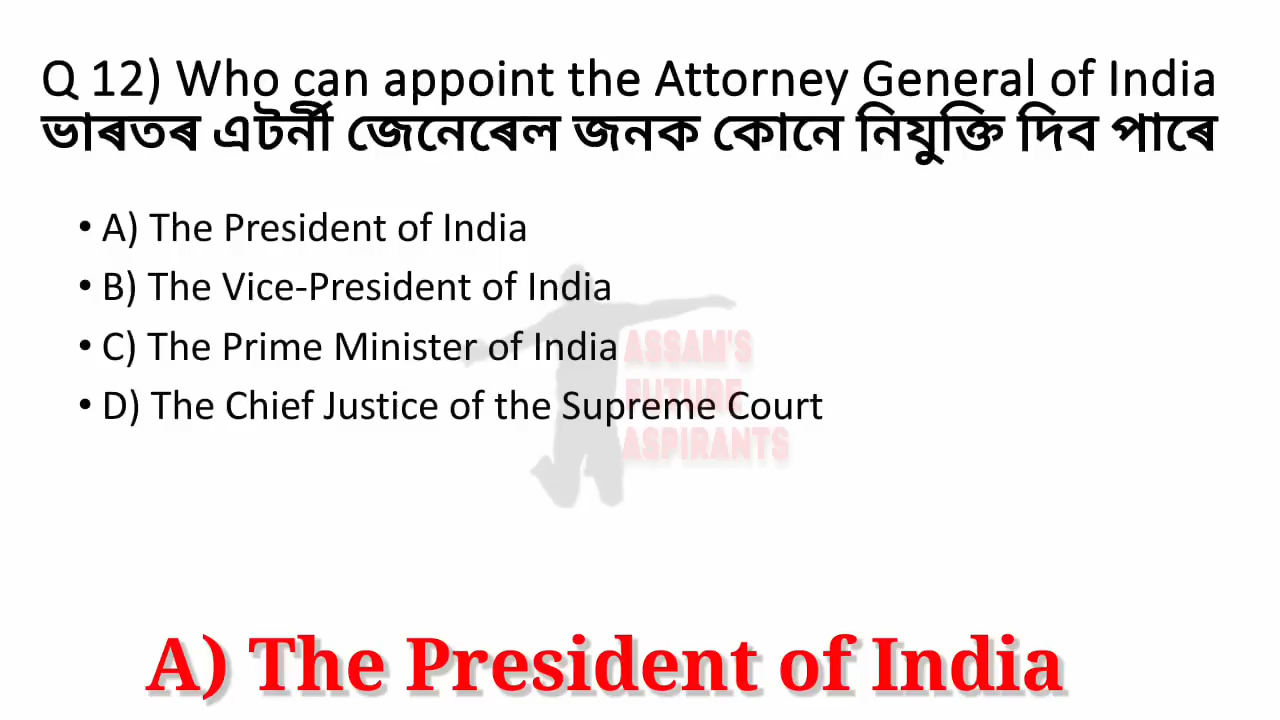 Q 12) Who can appoint the Attorney General of India
ভাৰতৰ এটৰ্নী জেনেৰেল জনক কোনে নিযুক্তি দিব পাৰে
• A) The President of India
• B) The Vice-President of India
• C) The Prime Minister of India
• D) The Chief Justice of the Supreme Court
ASSAM'S
FUTURE
ASPIRANTS
A) The President of India